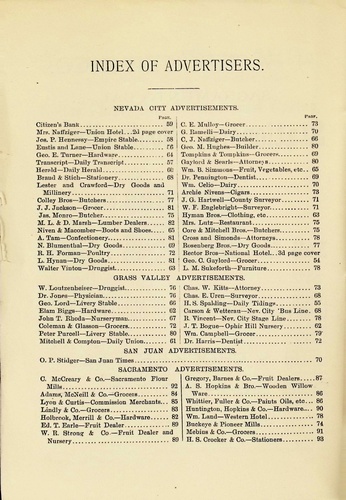 INDEX OF ADVERTISERS.
NEVADA CITY ADVERTISEMENTS.
PAGE.
Citizen's Bank 59
Mrs. Naffziger—Union Hotel...2d page cover
Jos. P. Hennessy—Empire Stable 58
Eustis and Lane—Union Stable
Geo. E. Turner—Hardware 64
Transcript—Daily Transcript 57
Herald—Daily Herald 60
Brand & Stich—Stationery 68
Lester and Crawford—Dry Goods and
Millinery 71
Colley Bros—Butchers 77
J. J. Jackson—Grocer 81
Jas. Monro—Butcher 75
M. L. & D. Marsh—Lumber Dealers 82
Niven & Macomber—Boots and Shoes 65
A. Tam—Confectionery 81
N. Blumenthal—Dry Goods 69
R. H. Forman—Poultry 72
L. Hyman—Dry Goods 81
Walter Vinton—Druggist 63
PAGE.
C. E. Mulloy—Grocer 73
G. Ramelli—Dairy 70
C. J. Naffziger—Butcher 66
Geo. M. Hughes—Builder 80
Tompkins & Tompkins—Grocers 69
Gaylord & Searls—Attorneys 80
Wm. B. Simmons—Fruit, Vegetables, etc. 65
Dr. Pennington—Dentist 69
Wm. Celio—Dairy 70
Archie Nivens—Cigars 73
J. G. Hartwell—County Surveyor 71
W. F. Englebright—Surveyor 71
Hyman Bros.—Clothing, etc 63
Mrs. Lutz—Restaurant 75
Core & Mitchell Bros.—Butchers 75
Cross and Simonds—Attorneys 78
Rosenberg Bros.—Dry Goods 77
Rector Bros—National Hotel...3d page cover
Geo. C. Gaylord—Grocer 78
L. M. Sukeforth—Furniture 78
GRASS VALLEY ADVERTISEMENTS.
W. Loutzenheiser—Druggist 76
Dr. Jones—Physician 76
Geo. Lord—Livery Stable 76
Elam Biggs—Hardware 62
John T. Rhoda—Nurseryman 67
Coleman & Glasson—Grocers 72
Peter Purcell—Livery Stable 80
Mitchell & Compton—Daily Union 61
Chas. W. Kitts—Attorney 73
Chas. E. Uren—Surveyor 68
H. S. Spalding—Daily Tidings 55
Carson & Wetteran—Nev. City 'Bus Line. 68
R. Vincent—Nev. City Stage Line 78
J. T. Bogue—Ophir Hill Nursery 62
Wm. Campbell—Grocer 79
Dr. Harris—Dentist 72
SAN JUAN ADVERTISEMENTS.
O. P. Stidger—San Juan Times 70
SACRAMENTO ADVERTISEMENTS.
C. McCreary & Co.—Sacramento Flour
Mills 92
Adams, McNeill & Co.—Grocers 84
Lyon & Curtis—Commission Merchants 85
Lindly & Co.—Grocers 83
Holbrook, Merrill & Co.—Hardware 82
Ed. T. Earle—Fruit Dealer 89
W. R. Strong & Co—Fruit Dealer and
Nursery 89
Gregory, Barnes & Co.—Fruit Dealers 87
A. S. Hopkins & Bro.—Wooden Willow
Ware 86
Whittier, Fuller & Co.—Paints Oils, etc. 86
Huntington, Hopkins & Co.—Hardware 90
Wm. Land—Western Hotel 78
Buckeye & Pioneer Mills 74
Mebius & Co.—Grocers 91
H. S. Crocker & Co.—Stationers 93